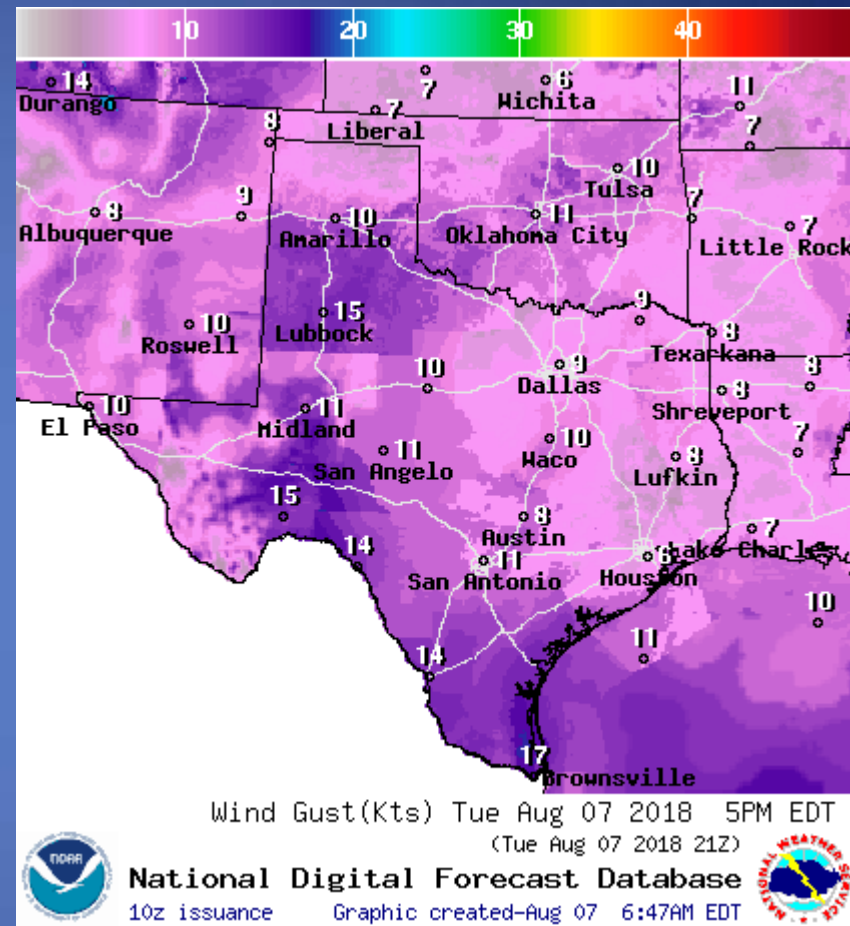 10 20 30 40
14 Durango
7
6 Wichita
11
7 Liberal
8
7
10 Tulsa
8 Albuquerque
9
10 Amarillo
11 Oklahoma City
7
7 Little Rock
10 Roswell
15 Lubbock
9
8 Texarkana
10 El Paso
11 Midland
10
9 Dallas
8 Shreveport
8
11 San Angelo
10 Waco
8 Lufkin
7
15
8 Austin
7 Lake Charles
14
11 San Antonio
6 Houston
10
14
11
17 Brownsville
Wind Gust(Kts) Tue Aug 07 2018 5PM EDT
(Tue Aug 07 2018 21Z)
NOAA
National Digital Forecast Database
NATIONAL WEATHER SERVICE
10z issuance Graphic created-Aug 07 6:47AM EDT